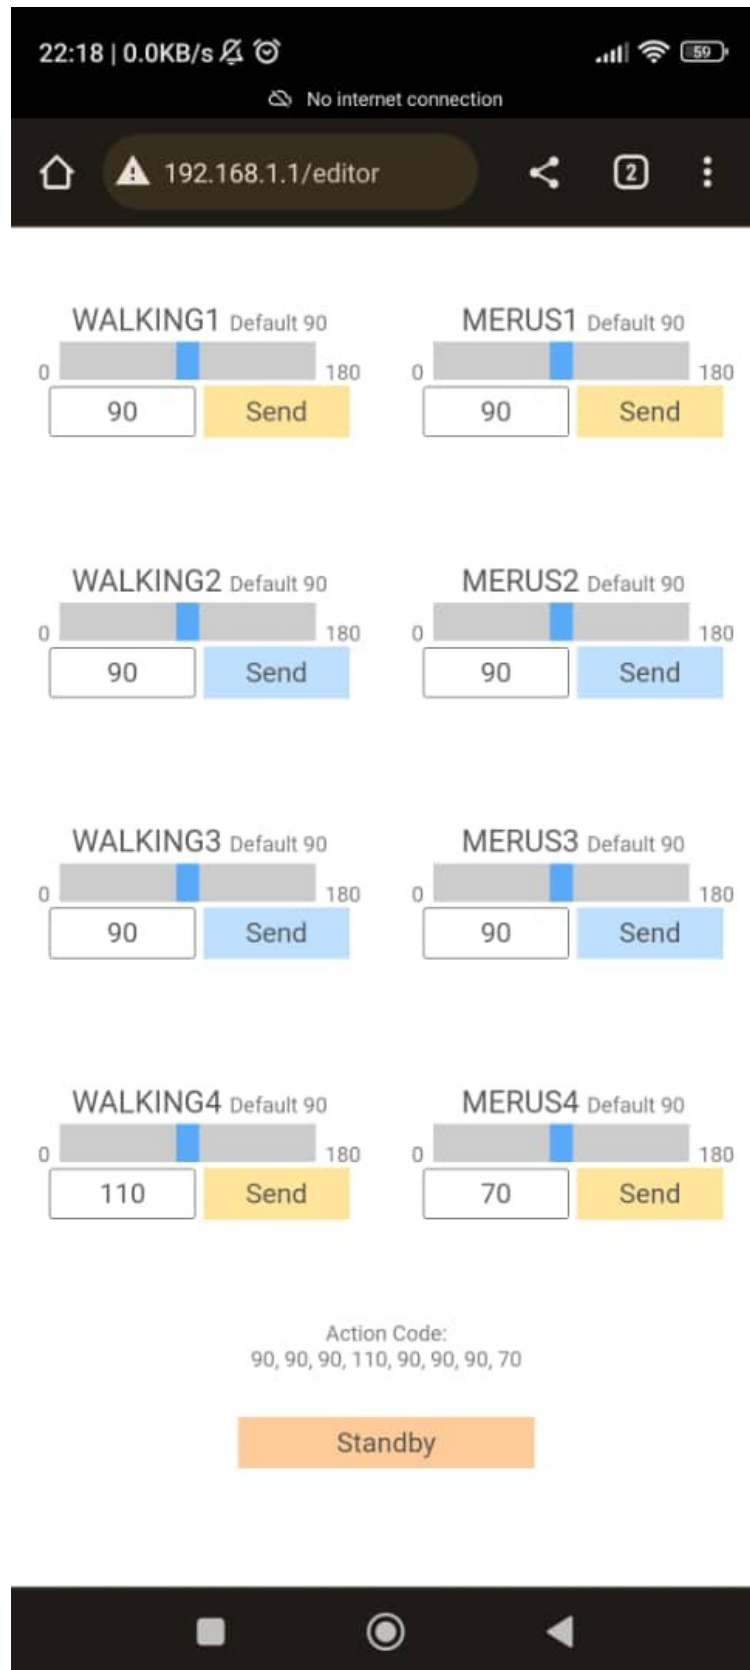 22:18 | 0.0KB/s 59
No internet connection
192.168.1.1/editor 2
WALKING1 Default 90 MERUS1 Default 90
0 180 0 180
90 Send 90 Send
WALKING2 Default 90 MERUS2 Default 90
0 180 0 180
90 Send 90 Send
WALKING3 Default 90 MERUS3 Default 90
0 180 0 180
90 Send 90 Send
WALKING4 Default 90 MERUS4 Default 90
0 180 0 180
110 Send 70 Send
Action Code:
90, 90, 90, 110, 90, 90, 90, 70
Standby